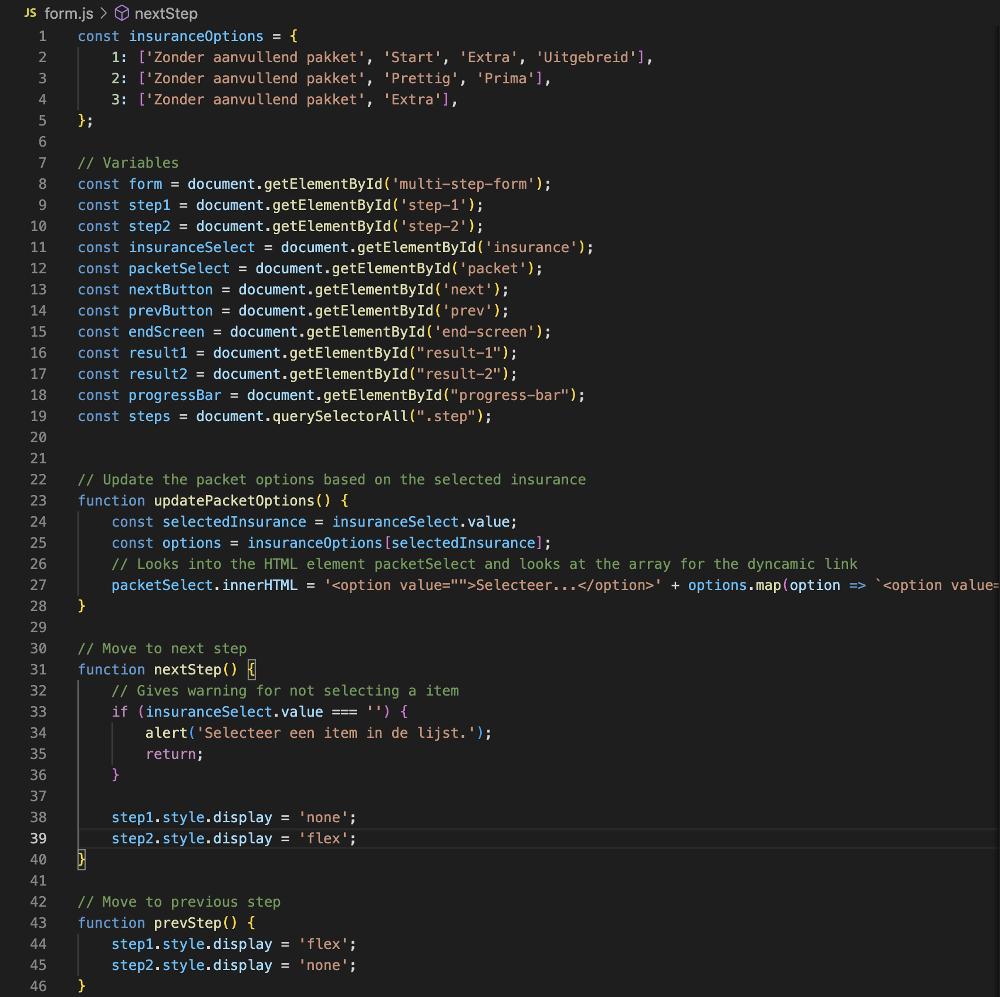 JS form.js > nextStep
1 const insuranceOptions = {
2     1: ['Zonder aanvullend pakket', 'Start', 'Extra', 'Uitgebreid'],
3     2: ['Zonder aanvullend pakket', 'Prettig', 'Prima'],
4     3: ['Zonder aanvullend pakket', 'Extra'],
5 };
6
7 // Variables
8 const form = document.getElementById('multi-step-form');
9 const step1 = document.getElementById('step-1');
10 const step2 = document.getElementById('step-2');
11 const insuranceSelect = document.getElementById('insurance');
12 const packetSelect = document.getElementById('packet');
13 const nextButton = document.getElementById('next');
14 const prevButton = document.getElementById('prev');
15 const endScreen = document.getElementById('end-screen');
16 const result1 = document.getElementById("result-1");
17 const result2 = document.getElementById("result-2");
18 const progressBar = document.getElementById("progress-bar");
19 const steps = document.querySelectorAll(".step");
20
21
22 // Update the packet options based on the selected insurance
23 function updatePacketOptions() {
24     const selectedInsurance = insuranceSelect.value;
25     const options = insuranceOptions[selectedInsurance];
26     // Looks into the HTML element packetSelect and looks at the array for the dyncamic link
27     packetSelect.innerHTML = '<option value="">Selecteer...</option>' + options.map(option => `<option value=
28 }
29
30 // Move to next step
31 function nextStep() {
32     // Gives warning for not selecting a item
33     if (insuranceSelect.value === '') {
34         alert('Selecteer een item in de lijst.');
35         return;
36     }
37
38     step1.style.display = 'none';
39     step2.style.display = 'flex';
40 }
41
42 // Move to previous step
43 function prevStep() {
44     step1.style.display = 'flex';
45     step2.style.display = 'none';
46 }